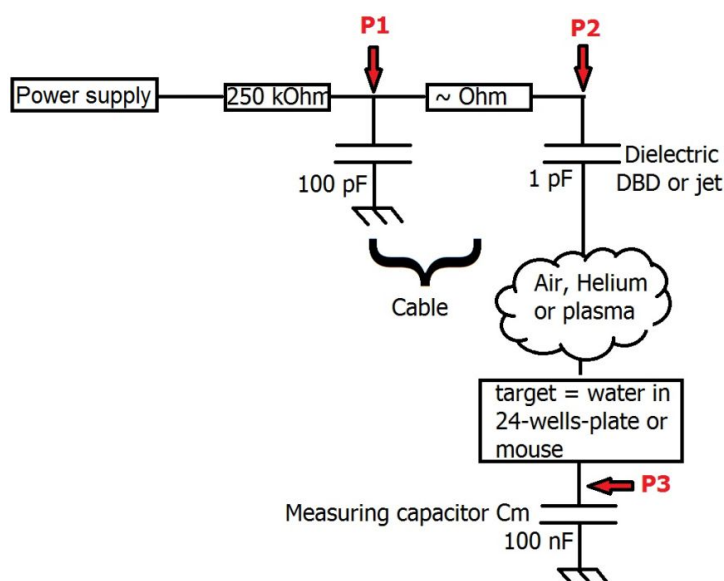 P1
P2
Power supply
250 kOhm
~ Ohm
100 pF
1 pF
Dielectric
DBD or jet
Cable
Air, Helium
or plasma
target = water in
24-wells-plate or
mouse
P3
Measuring capacitor Cm
100 nF